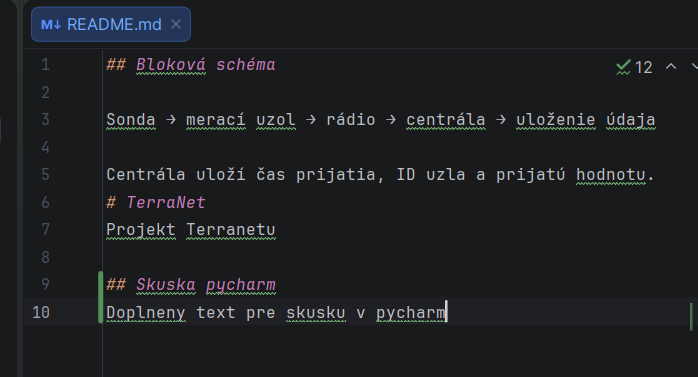 M↓ README.md ×
12
1 ## Bloková schéma
2
3 Sonda → merací uzol → rádio → centrála → uloženie údaja
4
5 Centrála uloží čas prijatia, ID uzla a prijatú hodnotu.
6 # TerraNet
7 Projekt Terranetu
8
9 ## Skuska pycharm
10 Doplneny text pre skusku v pycharm